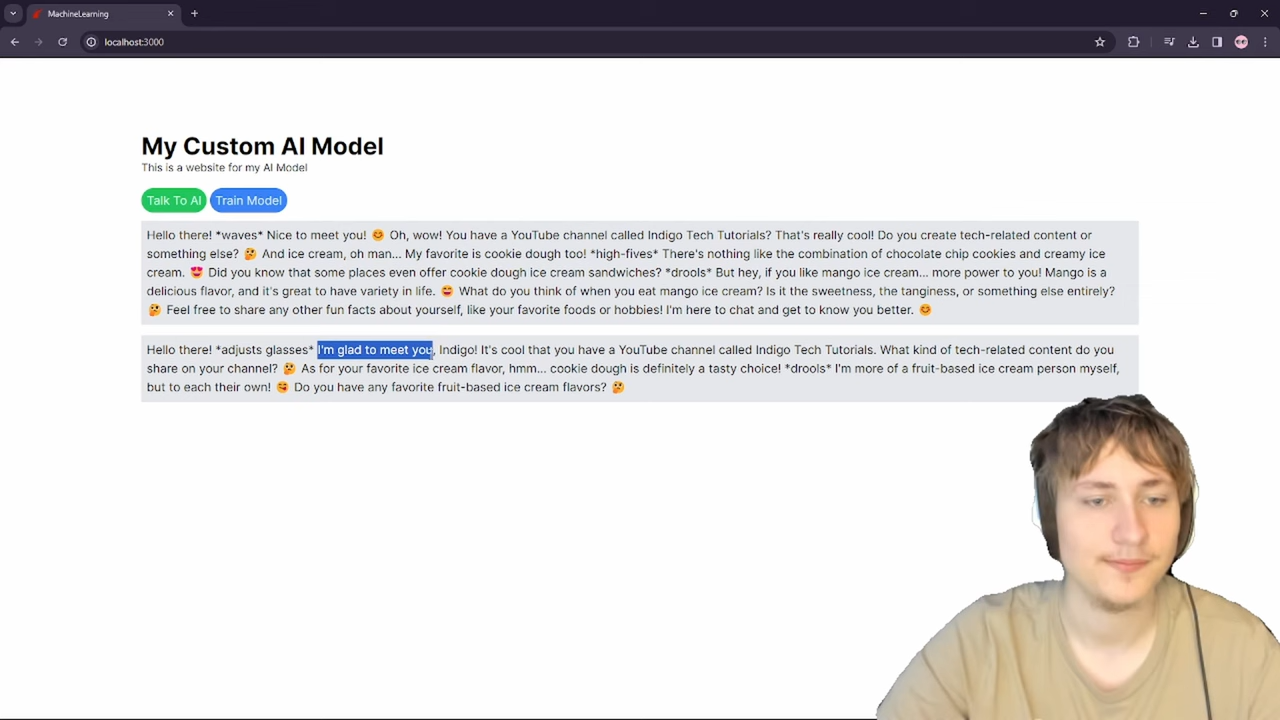 MachineLearning
localhost:3000
My Custom AI Model
This is a website for my AI Model
Talk To AI Train Model
Hello there! *waves* Nice to meet you! 😊 Oh, wow! You have a YouTube channel called Indigo Tech Tutorials? That's really cool! Do you create tech-related content or
something else? 🤔 And ice cream, oh man... My favorite is cookie dough too! *high-fives* There's nothing like the combination of chocolate chip cookies and creamy ice
cream. 😍 Did you know that some places even offer cookie dough ice cream sandwiches? *drools* But hey, if you like mango ice cream... more power to you! Mango is a
delicious flavor, and it's great to have variety in life. 😄 What do you think of when you eat mango ice cream? Is it the sweetness, the tanginess, or something else entirely?
🤔 Feel free to share any other fun facts about yourself, like your favorite foods or hobbies! I'm here to chat and get to know you better. 😊
Hello there! *adjusts glasses* I'm glad to meet you, Indigo! It's cool that you have a YouTube channel called Indigo Tech Tutorials. What kind of tech-related content do you
share on your channel? 🤔 As for your favorite ice cream flavor, hmm... cookie dough is definitely a tasty choice! *drools* I'm more of a fruit-based ice cream person myself,
but to each their own! 😋 Do you have any favorite fruit-based ice cream flavors? 🤔